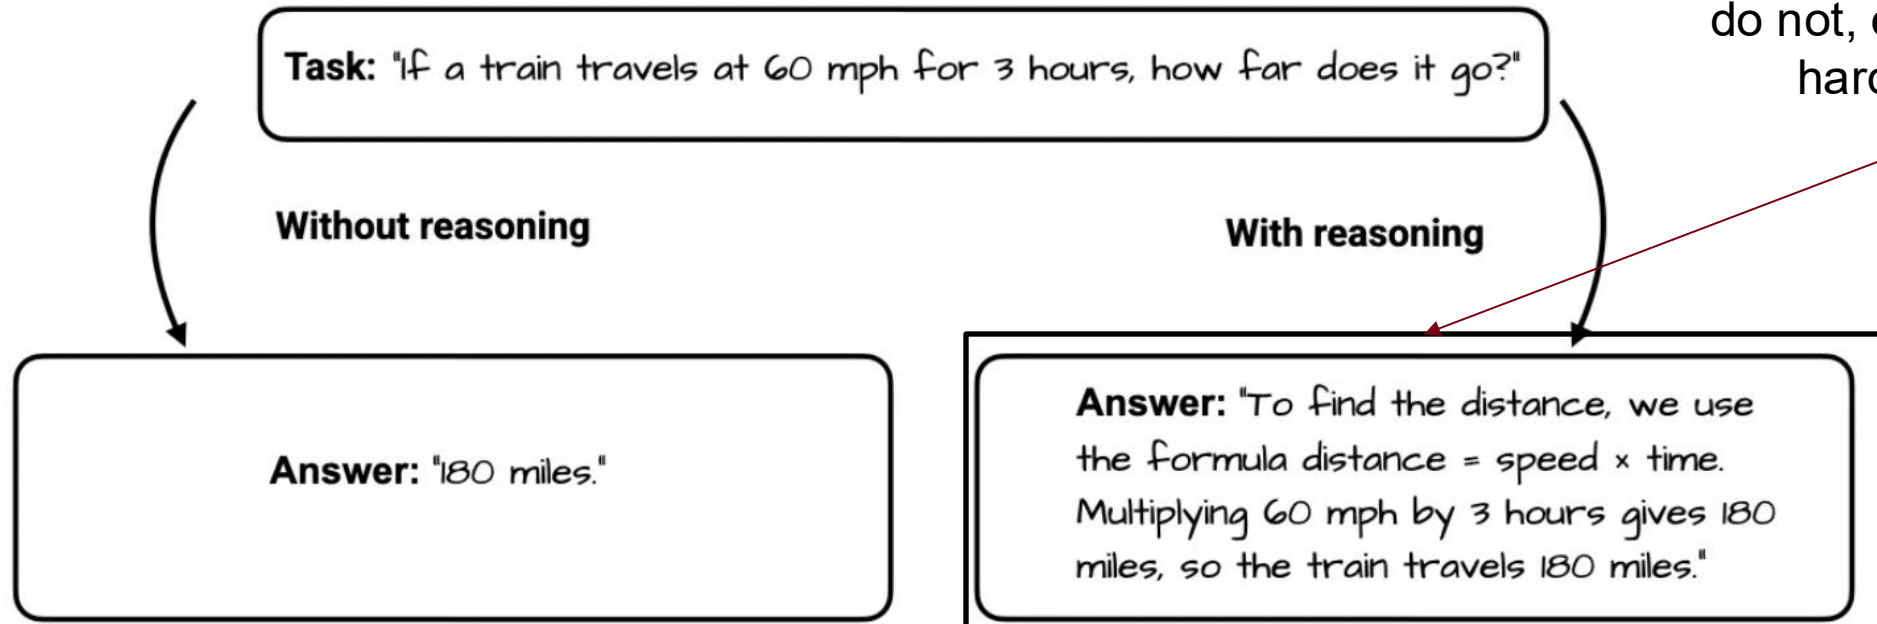 do not,
Task: "If a train travels at 60 mph for 3 hours, how far does it go?"
Without reasoning
With reasoning
Answer: "180 miles."
Answer: "To find the distance, we use
the formula distance = speed × time.
Multiplying 60 mph by 3 hours gives 180
miles, so the train travels 180 miles."